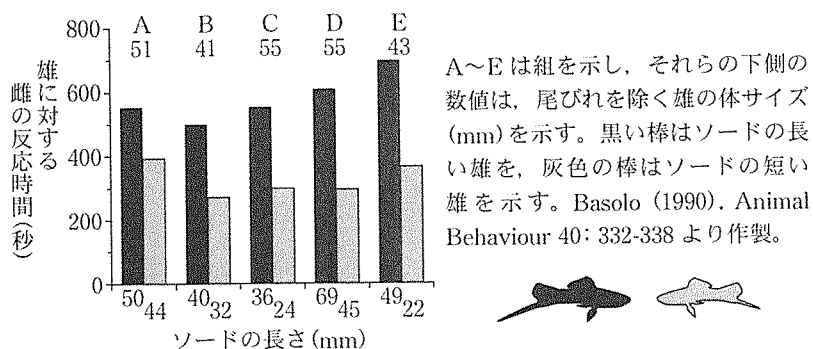 A B C D E
51 41 55 55 43
800
600
400
200
0
雄に対する
雌の反応時間(秒)
50 40 36 69 49
44 32 24 45 22
ソードの長さ(mm)
A～E は組を示し，それらの下側の
数値は，尾びれを除く雄の体サイズ
(mm)を示す。黒い棒はソードの長
い雄を，灰色の棒はソードの短い
雄を示す。Basolo (1990). Animal
Behaviour 40: 332-338 より作製。